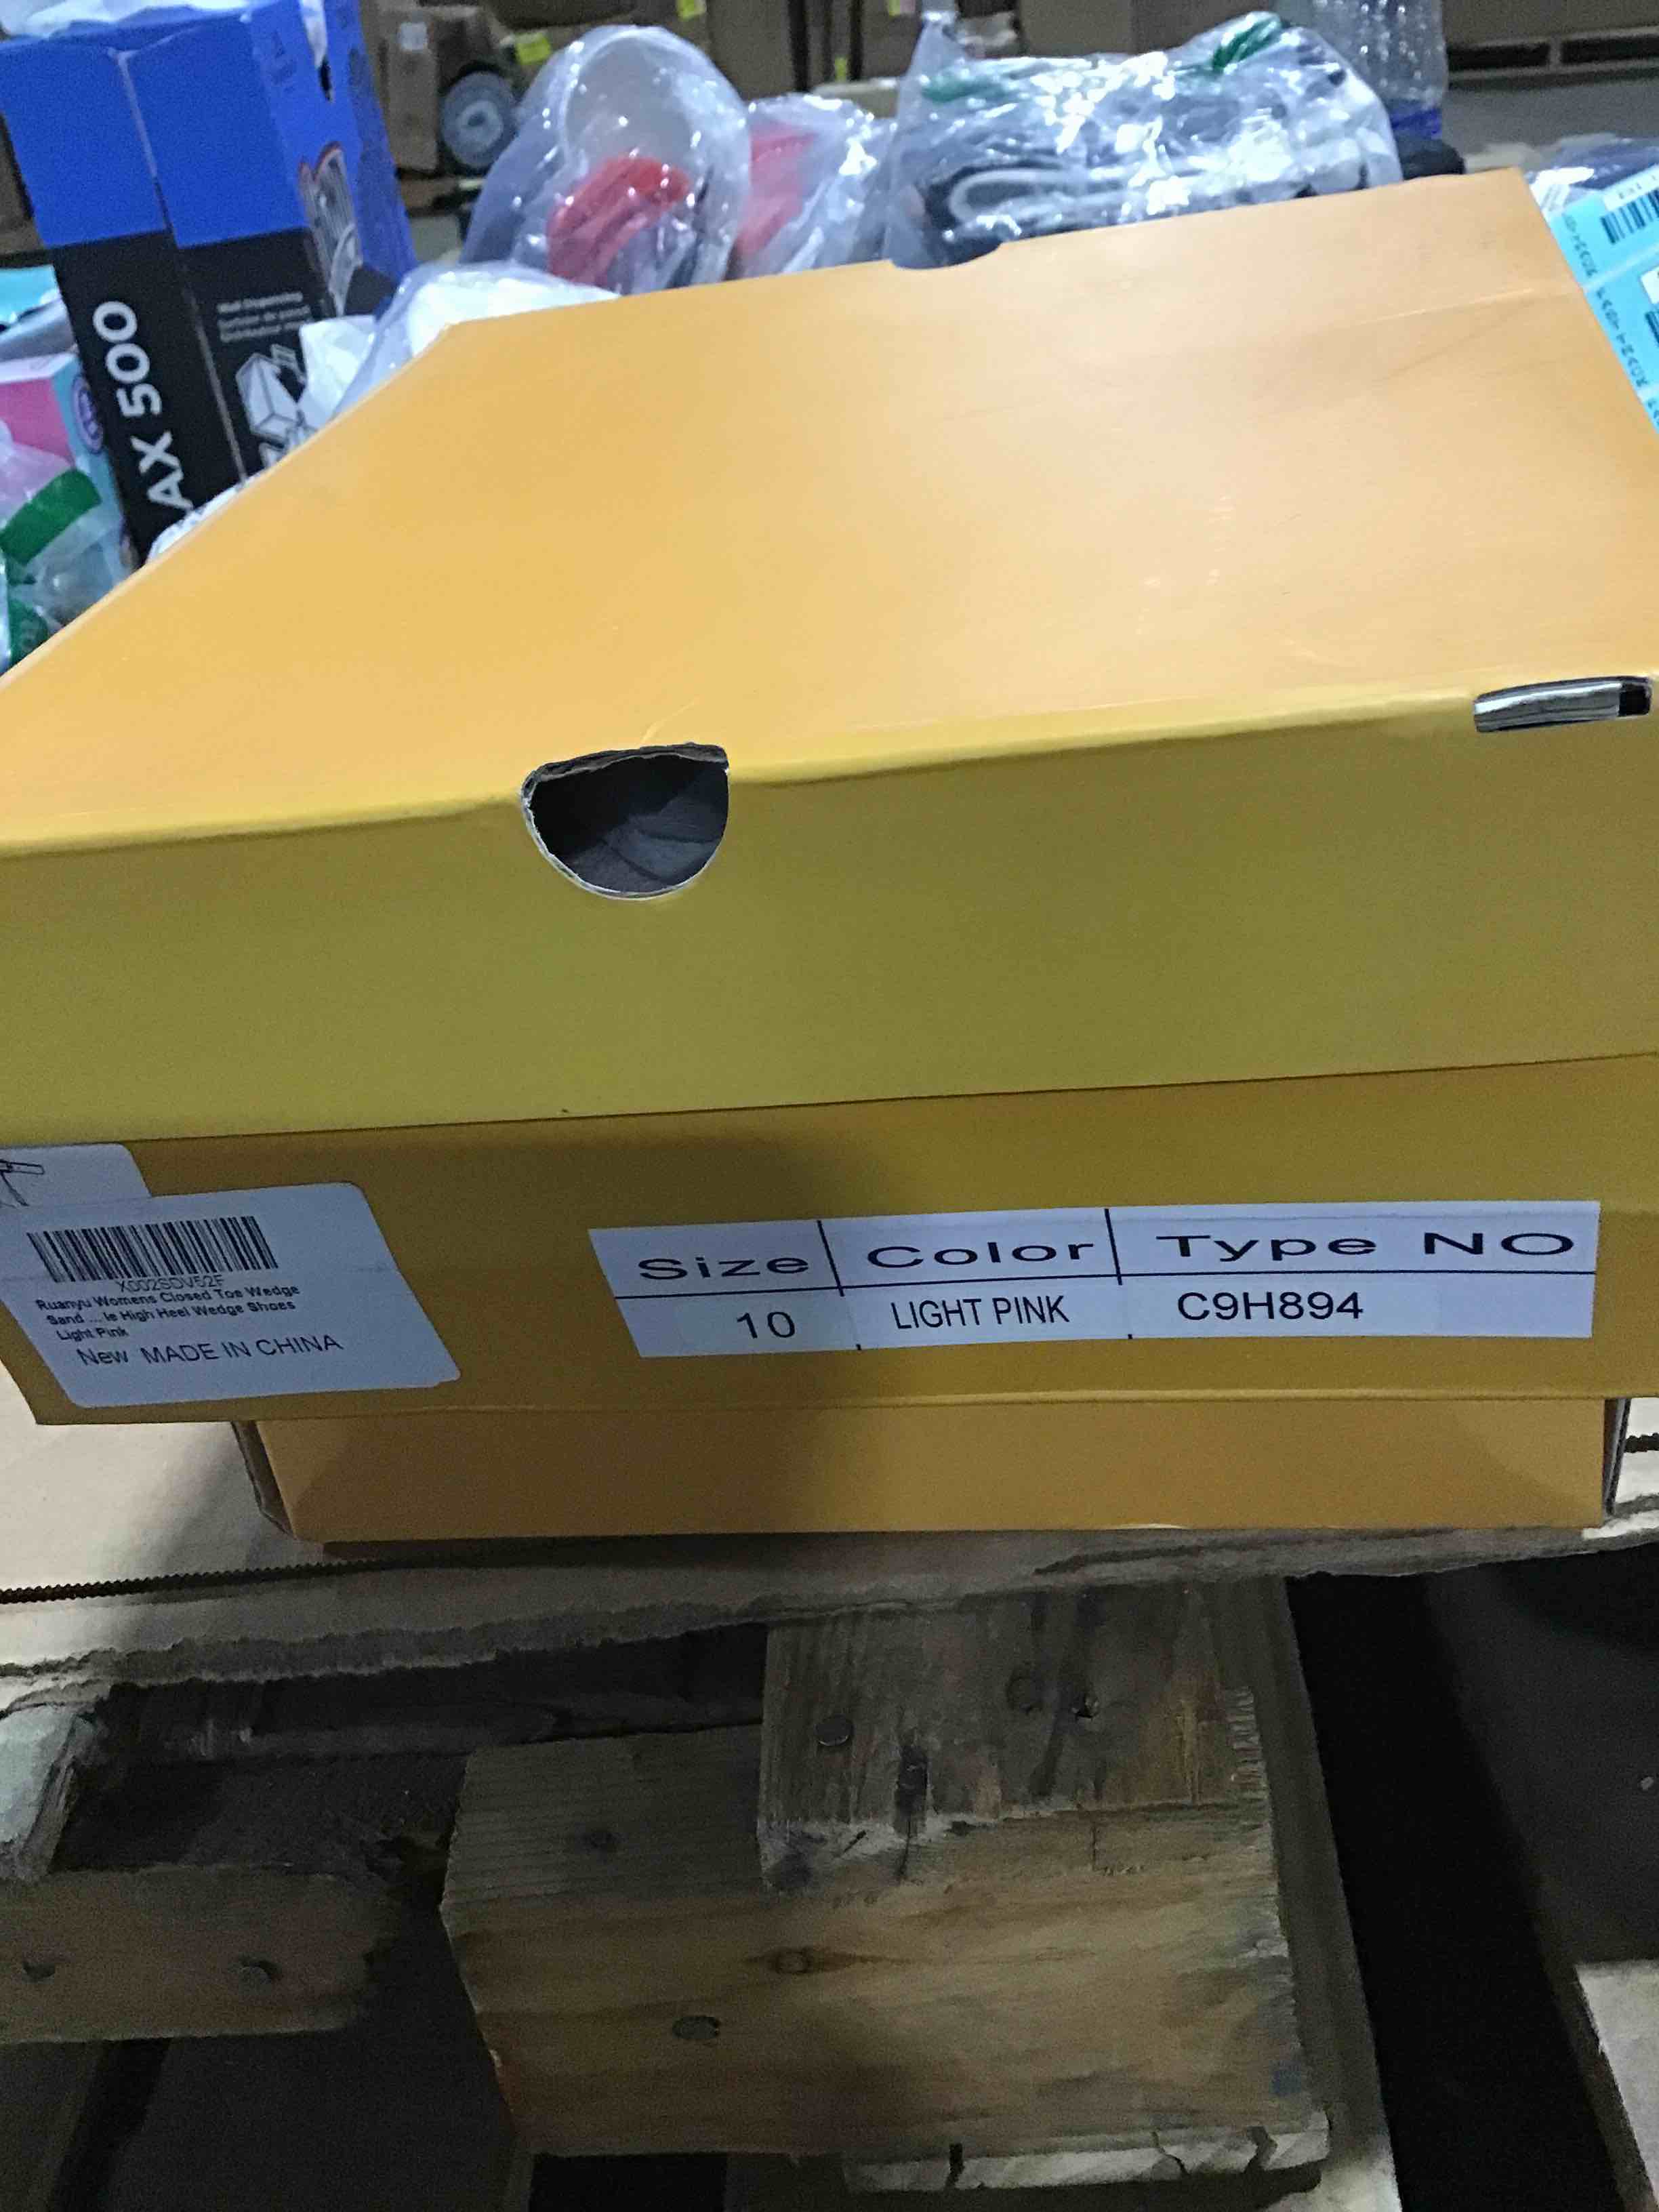 AX 500
X002SDV52F
Ruanyu Womens Closed Toe Wedge
Sand ... le High Heel Wedge Shoes
Light Pink
New MADE IN CHINA
Size Color Type NO
10 LIGHT PINK C9H894